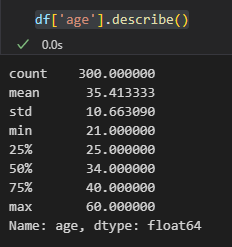 df['age'].describe()
0.0s
count    300.000000
mean      35.413333
std       10.663090
min       21.000000
25%       25.000000
50%       34.000000
75%       40.000000
max       60.000000
Name: age, dtype: float64